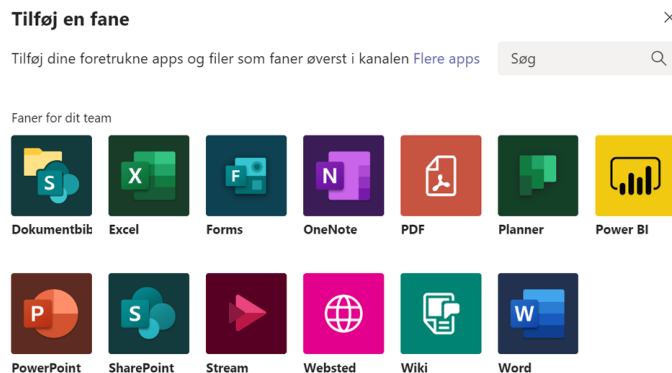 Tilføj en fane
Tilføj dine foretrukne apps og filer som faner øverst i kanalen Flere apps
Søg
Faner for dit team
S X F N
Dokumentbib Excel Forms OneNote PDF Planner Power BI
P S W
PowerPoint SharePoint Stream Websted Wiki Word